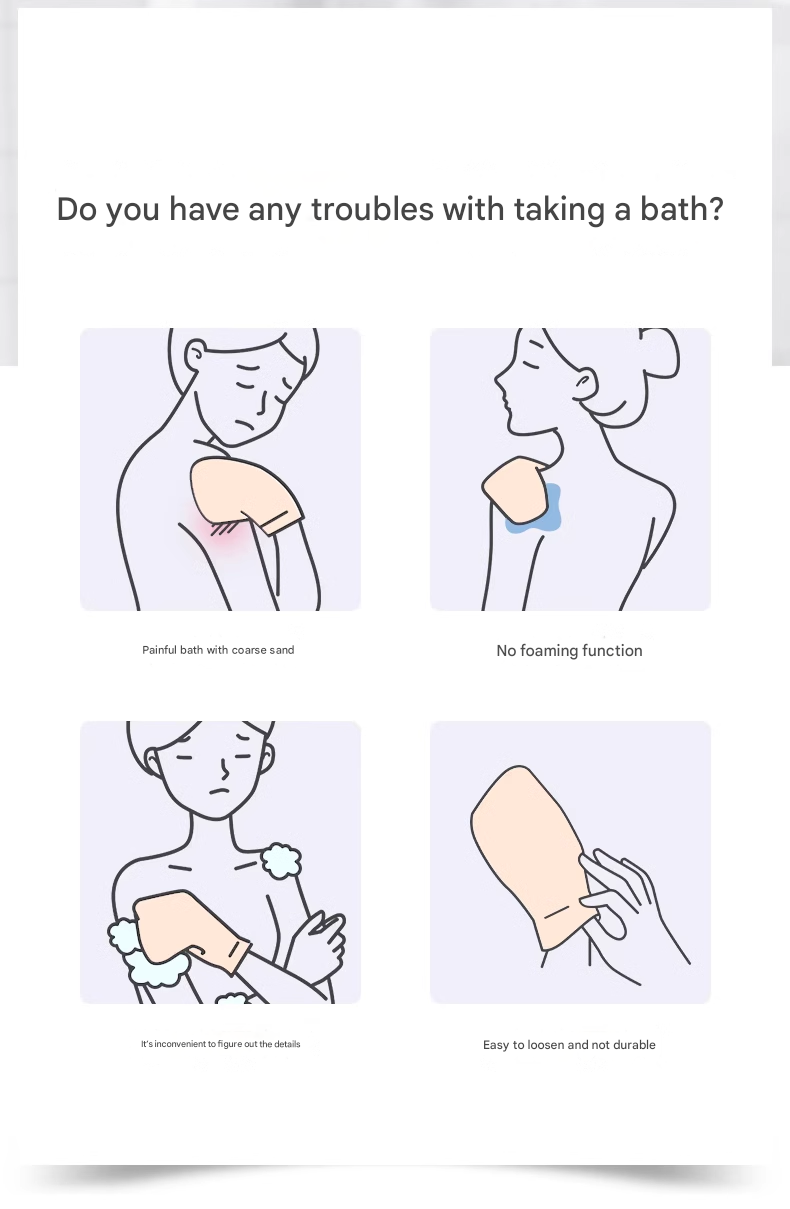 Do you have any troubles with taking a bath?
Painful bath with coarse sand
No foaming function
It's inconvenient to figure out the details
Easy to loosen and not durable